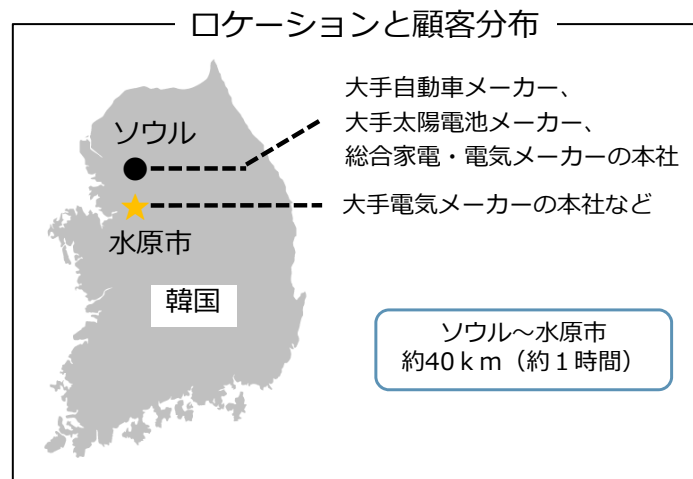 ロケーションと顧客分布
大手自動車メーカー、
大手太陽電池メーカー、
総合家電・電気メーカーの本社
ソウル
大手電気メーカーの本社など
水原市
韓国
ソウル～水原市
約40ｋｍ（約１時間）